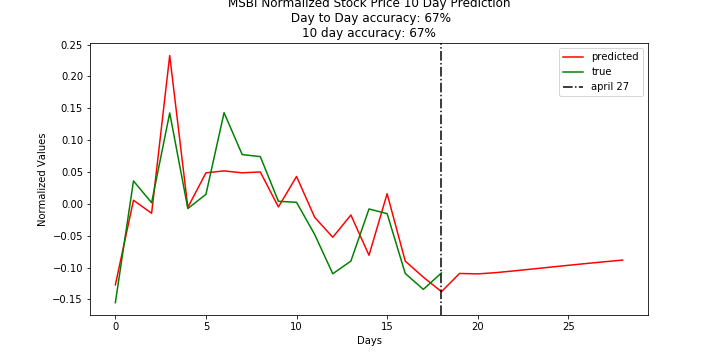 MSBI Normalized Stock Price 10 Day Prediction
Day to Day accuracy: 67%
10 day accuracy: 67%
predicted
true
april 27
Normalized Values
0.25
0.20
0.15
0.10
0.05
0.00
−0.05
−0.10
−0.15
0 5 10 15 20 25
Days